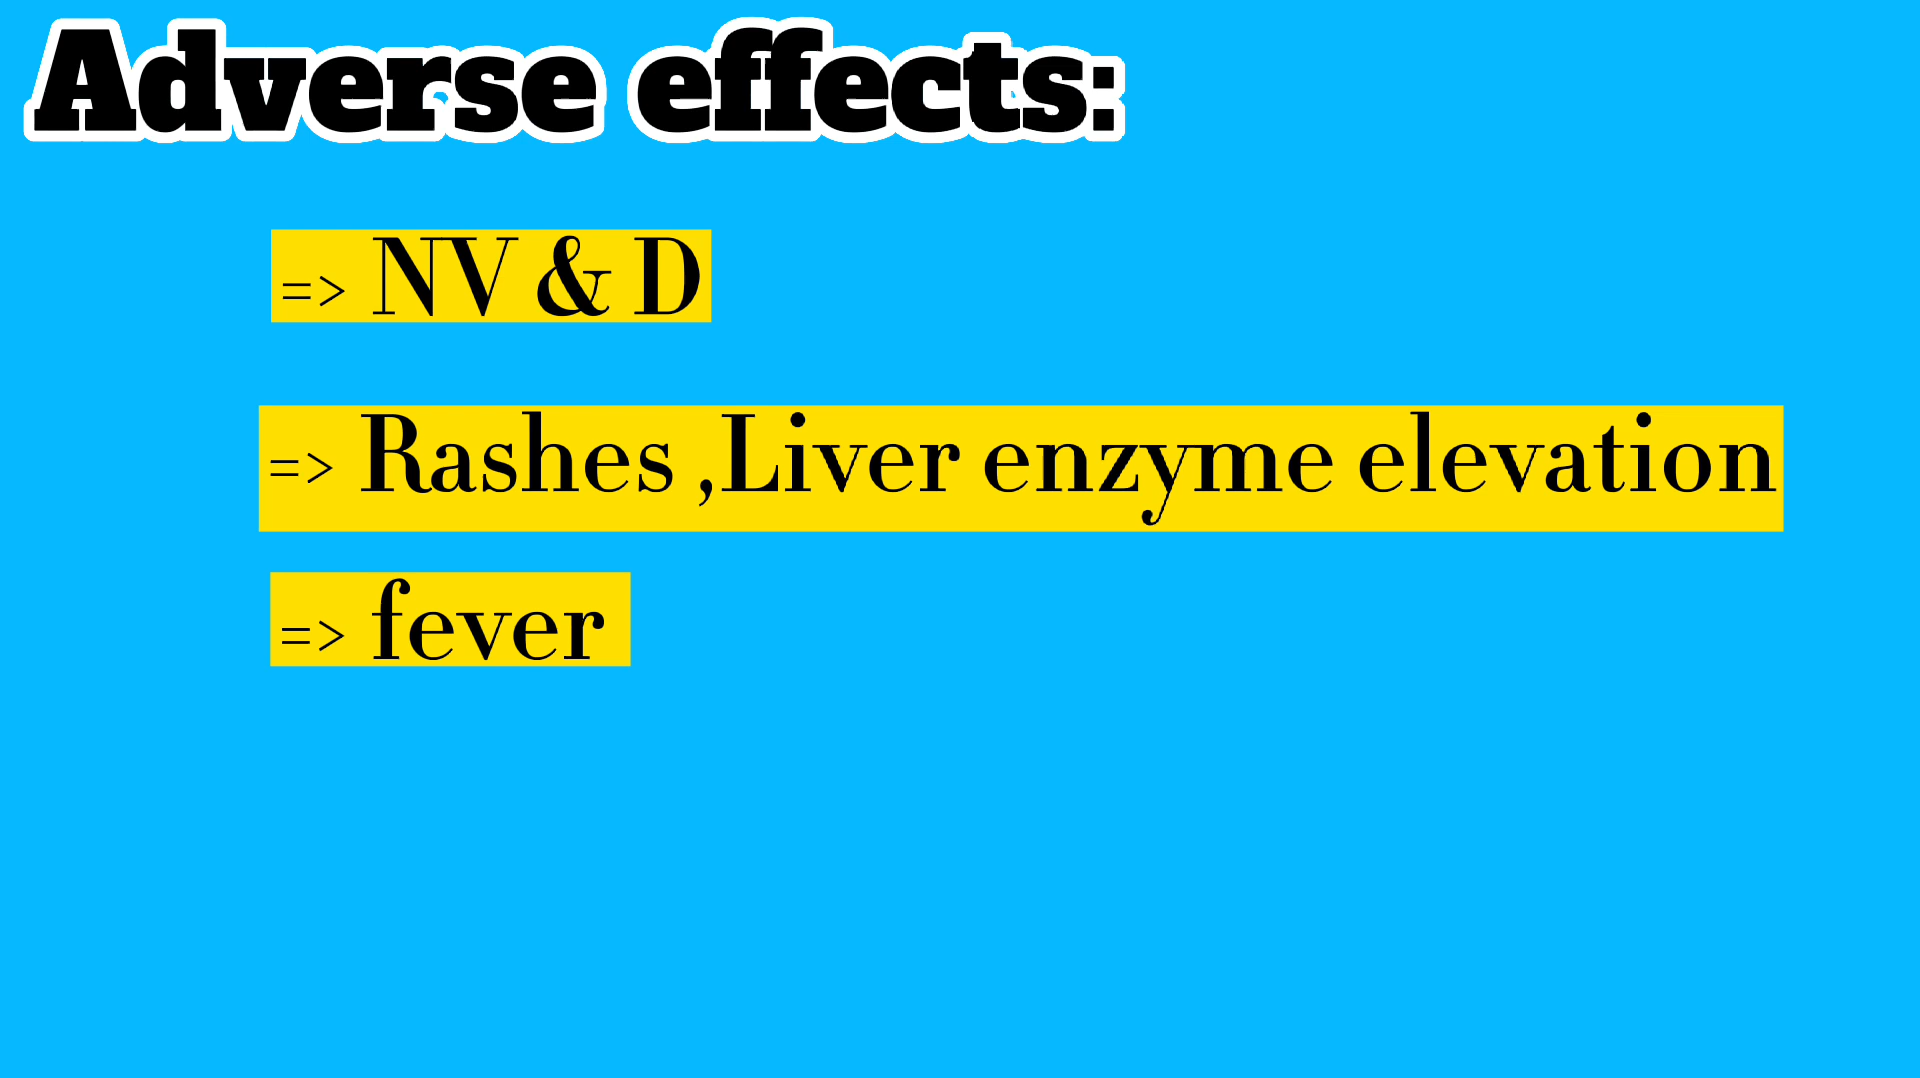 Adverse effects:
=> NV & D
=> Rashes ,Liver enzyme elevation
=> fever